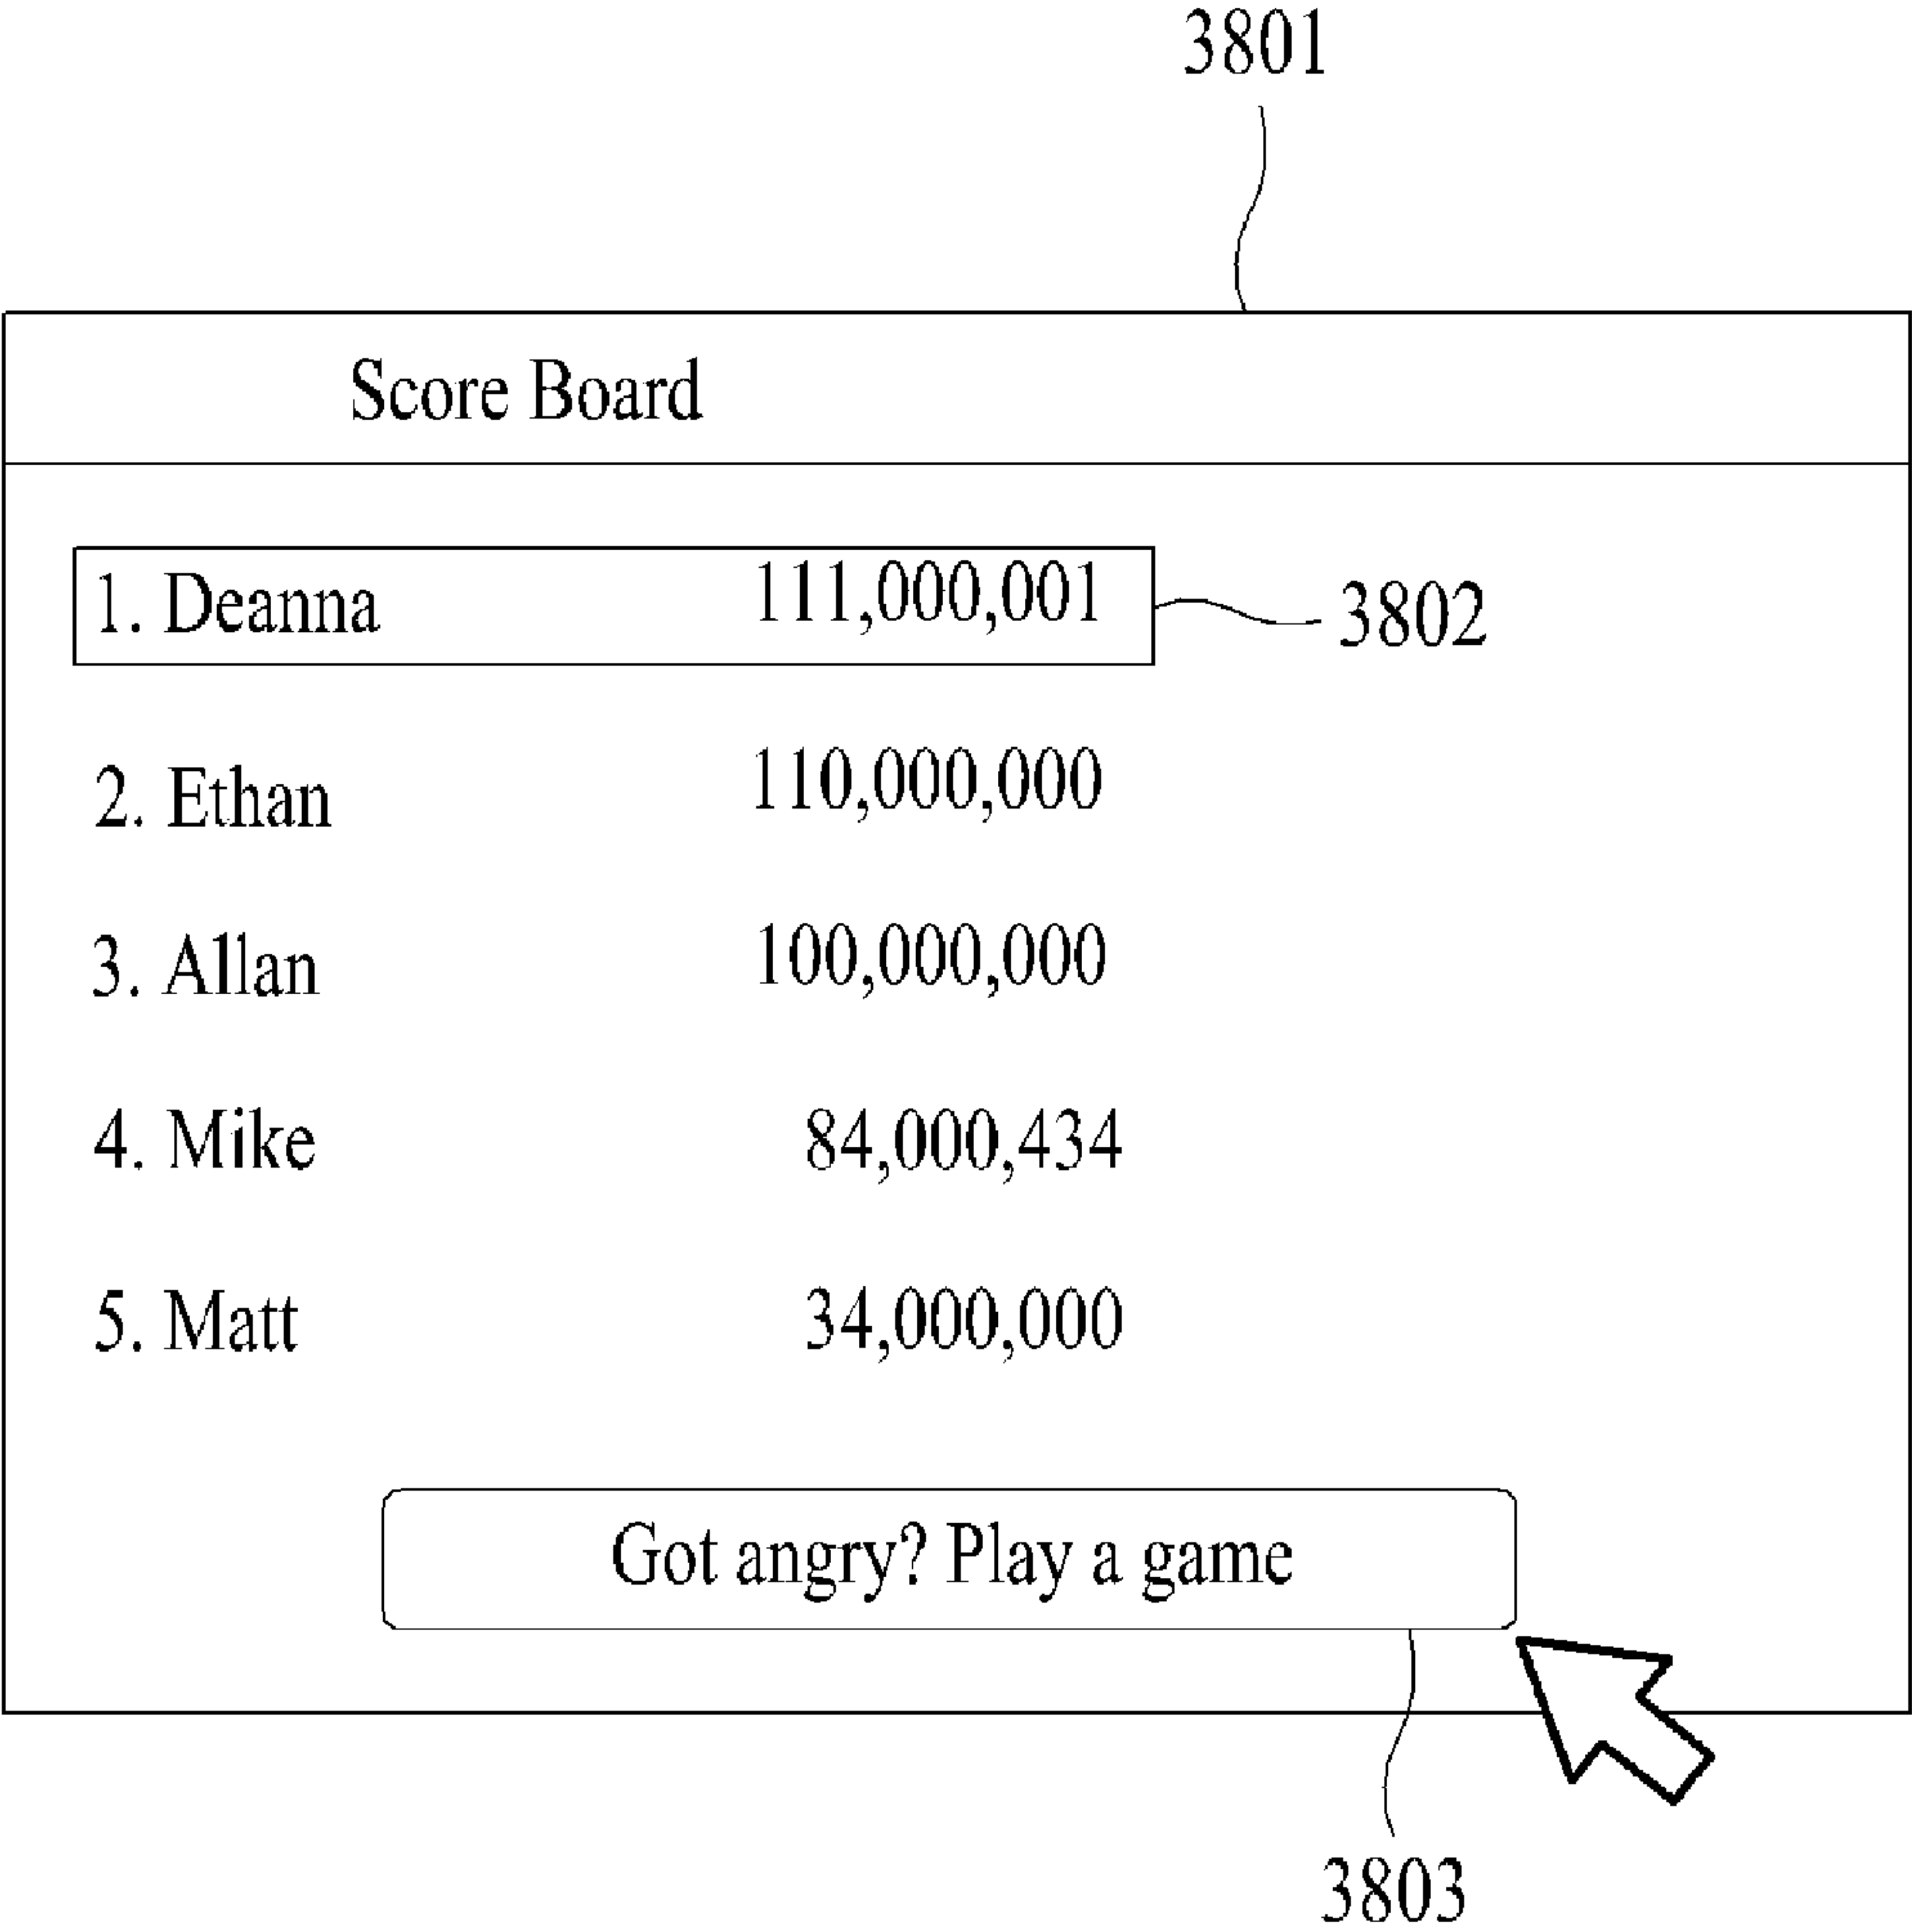 3801
Score Board
1. Deanna 111,000,001 3802
2. Ethan 110,000,000
3. Allan 100,000,000
4. Mike 84,000,434
5. Matt 34,000,000
Got angry? Play a game
3803